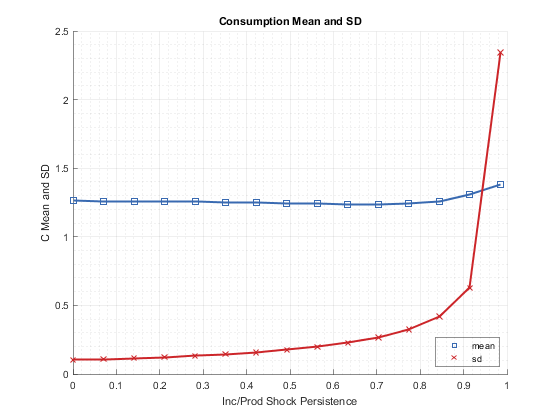 Consumption Mean and SD
C Mean and SD
2.5
2
1.5
1
0.5
0
0 0.1 0.2 0.3 0.4 0.5 0.6 0.7 0.8 0.9 1
Inc/Prod Shock Persistence
mean
sd